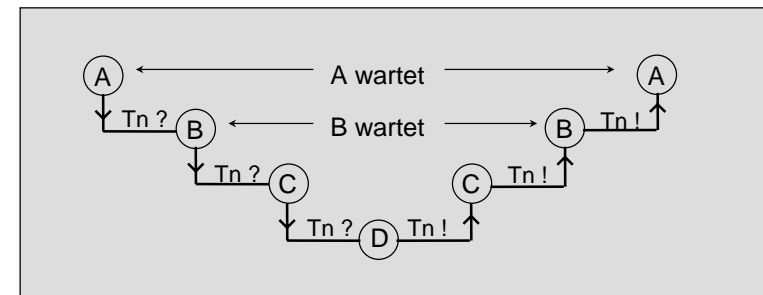 A A wartet A
Tn ? B B wartet B Tn !
Tn ? C C Tn !
Tn ? D Tn !